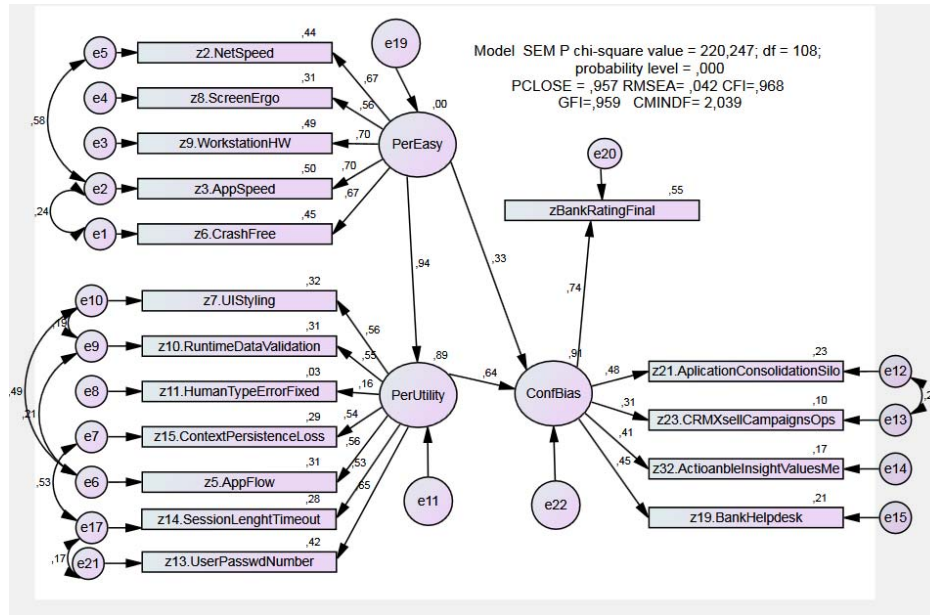 Model SEM P chi-square value = 220,247; df = 108;
probability level = ,000
PCLOSE = ,957 RMSEA= ,042 CFI=,968
GFI=,959 CMINDF= 2,039
e19
,00
PerEasy
e5
,44
z2.NetSpeed
,67
e4
,31
z8.ScreenErgo
,56
e3
,49
z9.WorkstationHW
,70
,58
e2
,50
z3.AppSpeed
,70
,24
e1
,45
z6.CrashFree
,67
e20
,55
zBankRatingFinal
,94
,33
,74
e10
,32
z7.UIStyling
,56
,19
e9
,31
z10.RuntimeDataValidation
,55
e8
,03
z11.HumanTypeErrorFixed
,16
,49
,21
e7
,29
z15.ContextPersistenceLoss
,54
e6
,31
z5.AppFlow
,56
,53
e17
,28
z14.SessionLenghtTimeout
,53
,17
e21
,42
z13.UserPasswdNumber
,65
,89
PerUtility
e11
,64
,91
ConfBias
e22
,48
,23
z21.AplicationConsolidationSilo
e12
,31
,10
z23.CRMXsellCampaignsOps
e13
,41
,17
z32.ActioanbleInsightValuesMe
e14
,45
,21
z19.BankHelpdesk
e15